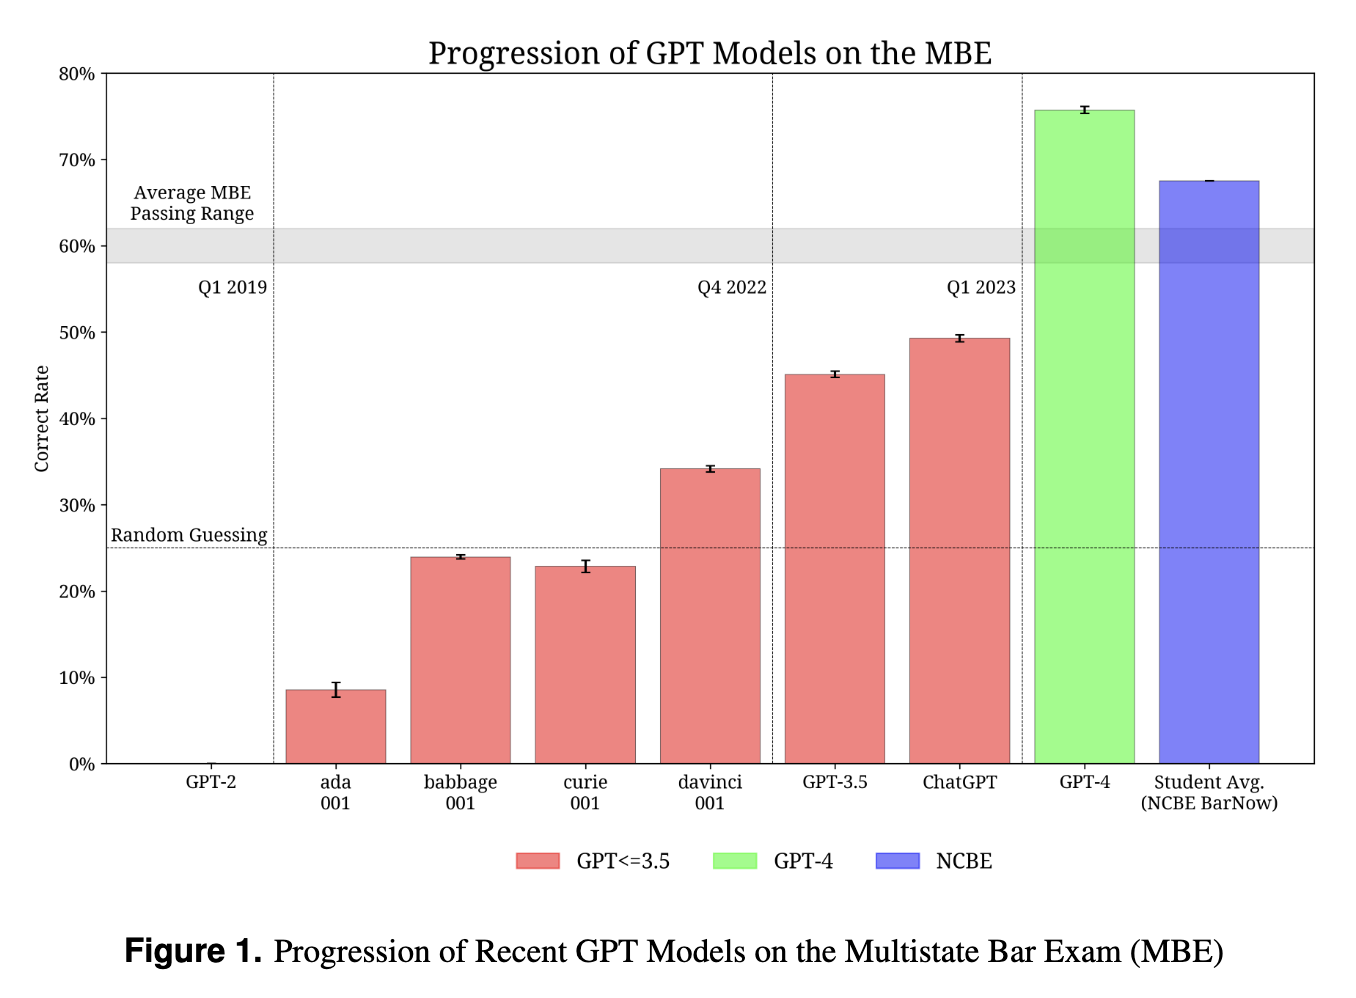 Progression of GPT Models on the MBE
80%
70%
60%
50%
40%
30%
20%
10%
0%
Correct Rate
Average MBE
Passing Range
Q1 2019
Q4 2022
Q1 2023
Random Guessing
GPT-2
ada
001
babbage
001
curie
001
davinci
001
GPT-3.5
ChatGPT
GPT-4
Student Avg.
(NCBE BarNow)
GPT<=3.5
GPT-4
NCBE
Figure 1. Progression of Recent GPT Models on the Multistate Bar Exam (MBE)